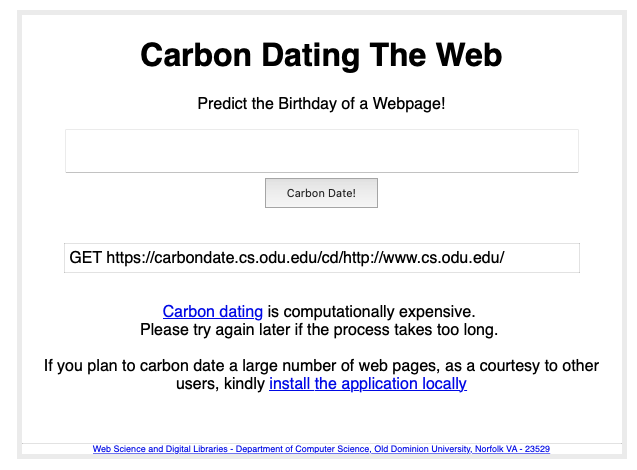 Carbon Dating The Web
Predict the Birthday of a Webpage!
Carbon Date!
GET https://carbondate.cs.odu.edu/cd/http://www.cs.odu.edu/
Carbon dating is computationally expensive.
Please try again later if the process takes too long.
If you plan to carbon date a large number of web pages, as a courtesy to other
users, kindly install the application locally
Web Science and Digital Libraries - Department of Computer Science, Old Dominion University, Norfolk VA - 23529